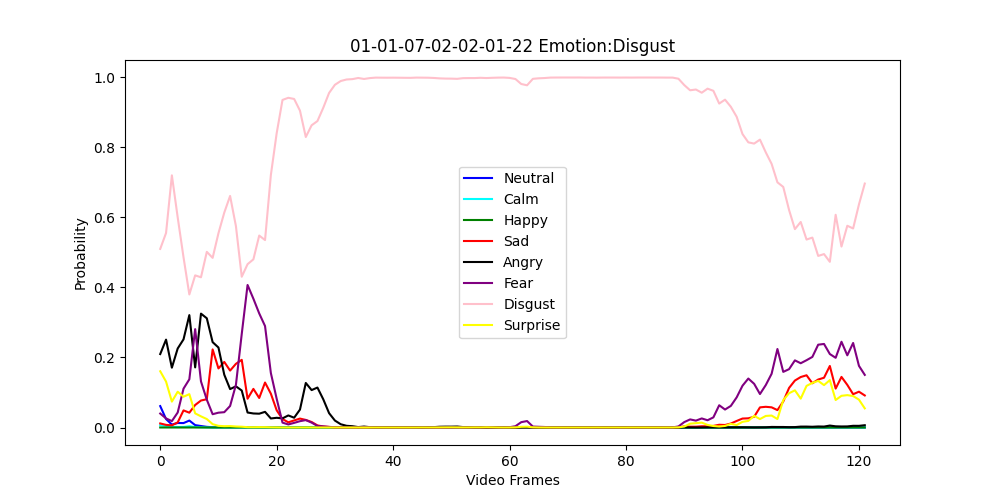 01-01-07-02-02-01-22 Emotion:Disgust
Probability
1.0
0.8
0.6
0.4
0.2
0.0
Neutral
Calm
Happy
Sad
Angry
Fear
Disgust
Surprise
0 20 40 60 80 100 120
Video Frames